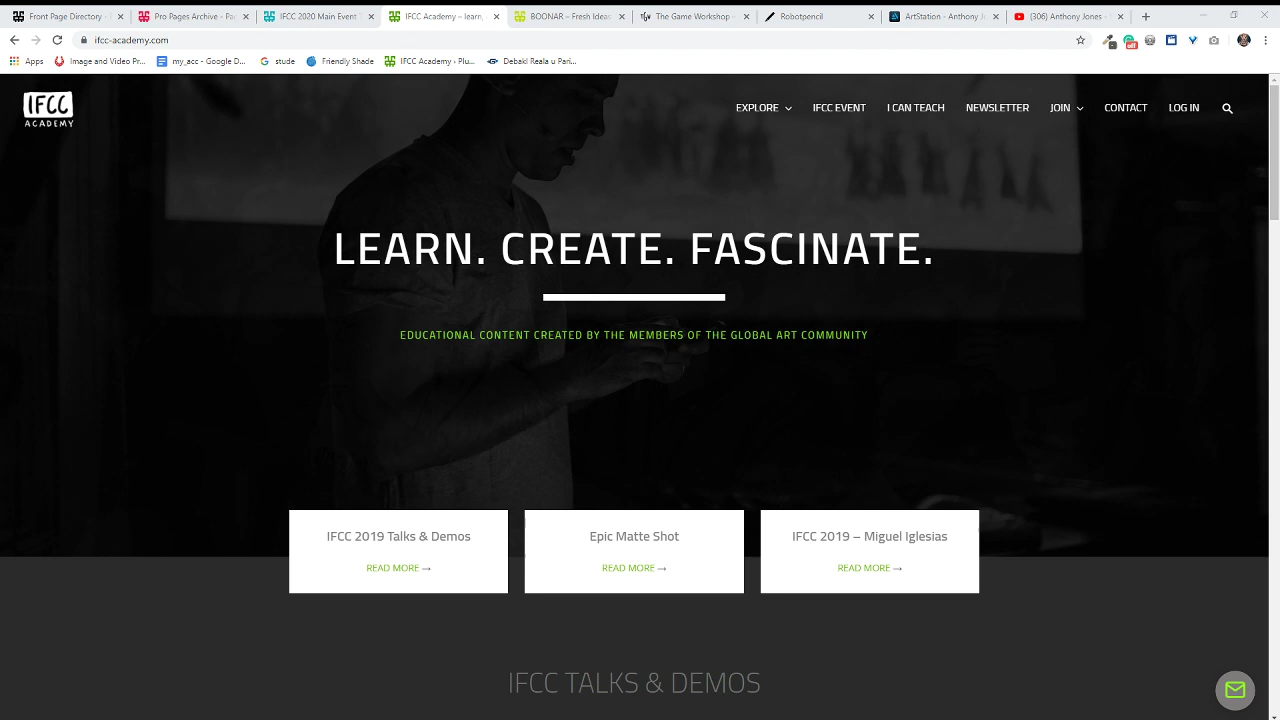 Front Page Directory -
Pro Pages Archive - Pa
IFCC 2020 Main Event
IFCC Academy – learn,
BOONAR – Fresh Ideas
The Game Workshop –
Robotpencil
ArtStation - Anthony Jo
(306) Anthony Jones -
ifcc-academy.com
Apps
Image and Video Pr...
my_acc - Google D...
stude
Friendly Shade
IFCC Academy › Plu...
Debakl Reala u Pari...
off
IFCC
ACADEMY
EXPLORE
IFCC EVENT
I CAN TEACH
NEWSLETTER
JOIN
CONTACT
LOG IN
LEARN. CREATE. FASCINATE.
EDUCATIONAL CONTENT CREATED BY THE MEMBERS OF THE GLOBAL ART COMMUNITY
IFCC 2019 Talks & Demos
READ MORE →
Epic Matte Shot
READ MORE →
IFCC 2019 – Miguel Iglesias
READ MORE →
IFCC TALKS & DEMOS